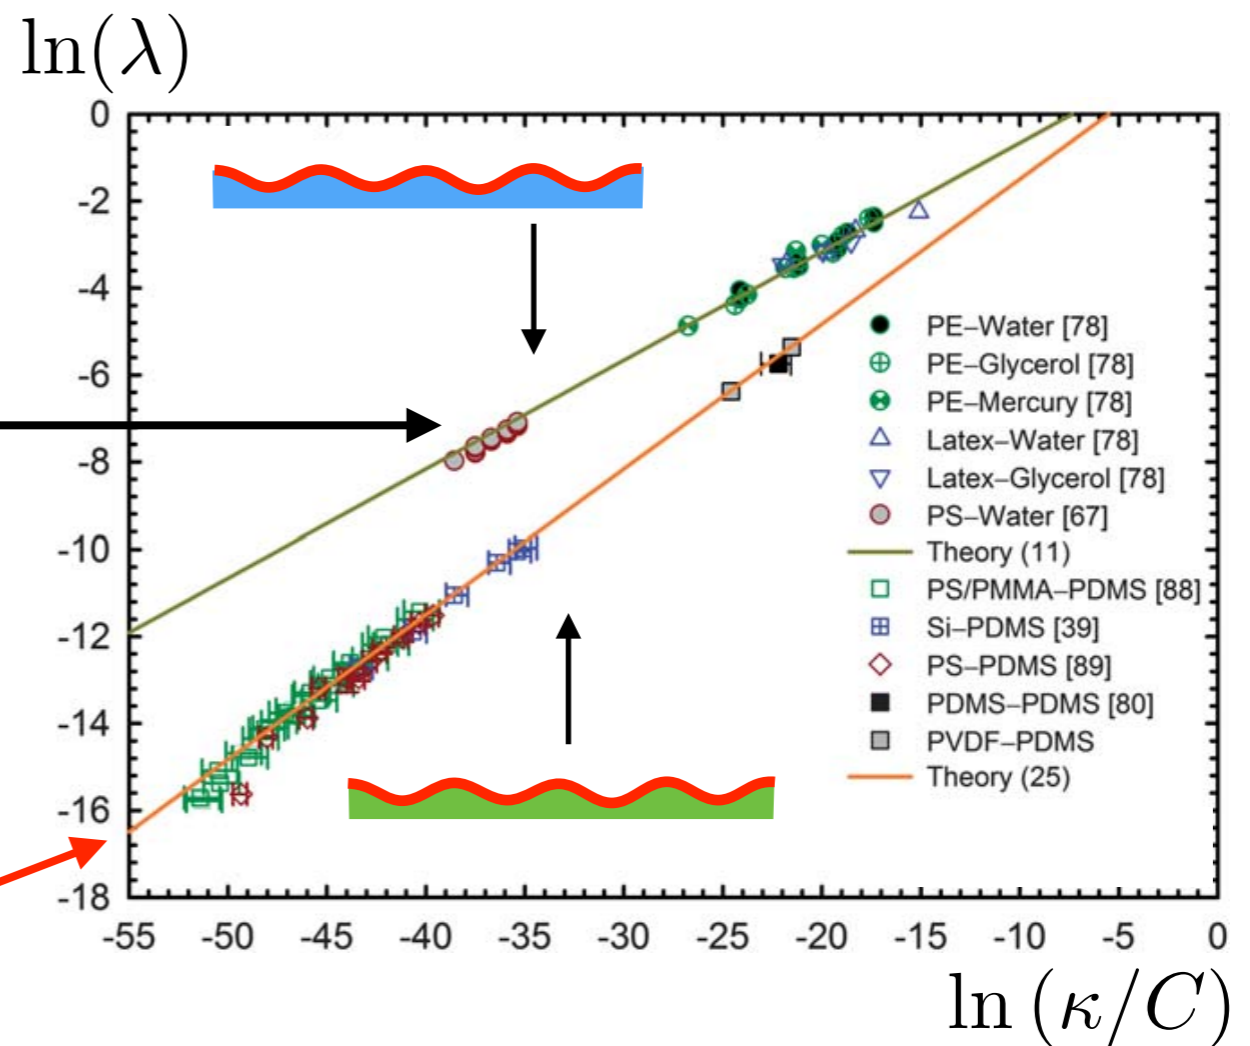 ln(λ)
0
-2
-4
-6
-8
-10
-12
-14
-16
-18
-55 -50 -45 -40 -35 -30 -25 -20 -15 -10 -5 0
ln (κ/C)
PE–Water [78]
PE–Glycerol [78]
PE–Mercury [78]
Latex–Water [78]
Latex–Glycerol [78]
PS–Water [67]
Theory (11)
PS/PMMA–PDMS [88]
Si–PDMS [39]
PS–PDMS [89]
PDMS–PDMS [80]
PVDF–PDMS
Theory (25)